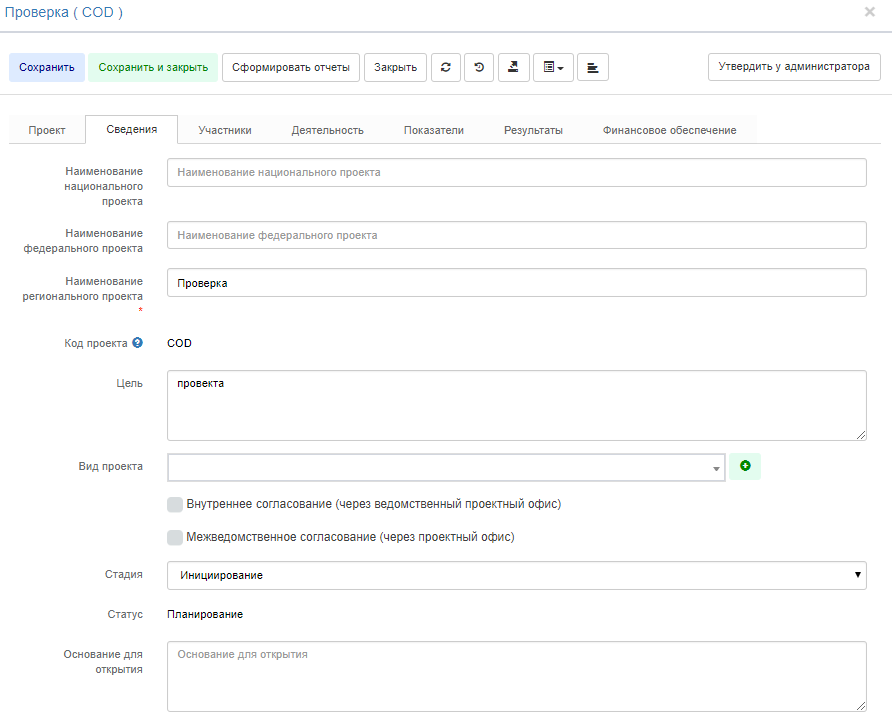 Проверка ( COD )
Сохранить Сохранить и закрыть Сформировать отчеты Закрыть Утвердить у администратора
Проект Сведения Участники Деятельность Показатели Результаты Финансовое обеспечение
Наименование
национального
проекта
Наименование национального проекта
Наименование
федерального проекта
Наименование федерального проекта
Наименование
регионального проекта
*
Проверка
Код проекта COD
Цель провекта
Вид проекта
Внутреннее согласование (через ведомственный проектный офис)
Межведомственное согласование (через проектный офис)
Стадия Инициирование
Статус Планирование
Основание для
открытия
Основание для открытия